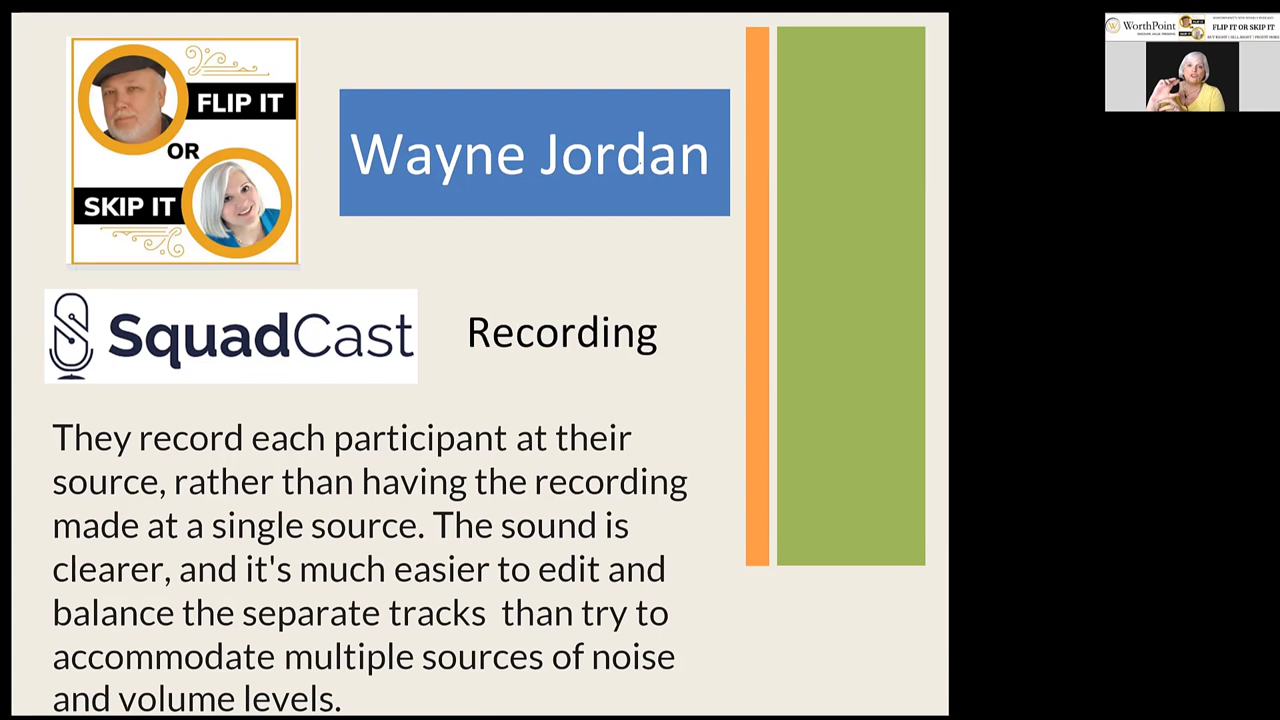 FLIP IT
OR
SKIP IT
Wayne Jordan
SquadCast
Recording
They record each participant at their
source, rather than having the recording
made at a single source. The sound is
clearer, and it's much easier to edit and
balance the separate tracks  than try to
accommodate multiple sources of noise
and volume levels.
WorthPoint
FLIP IT OR SKIP IT